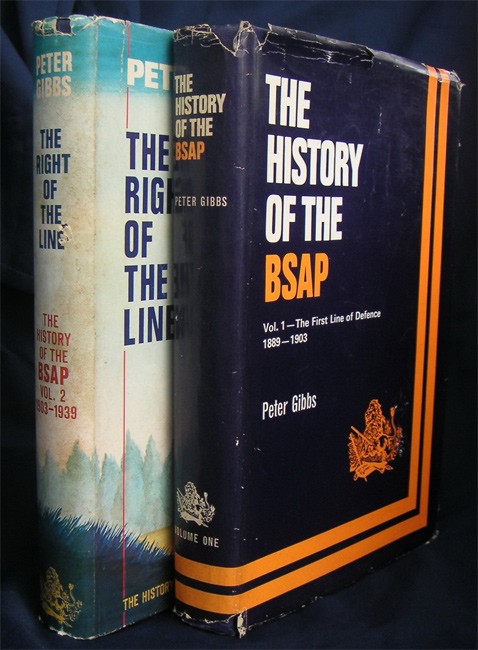 PETER
GIBBS
THE
RIGHT
OF
THE
LINE
THE
HISTORY
OF THE
BSAP
VOL. 2
1903-1939
PET
THE
RIG
OF
THE
LINE
THE HISTOR
THE
HISTORY
OF THE
BSAP
PETER GIBBS
VOLUME ONE
THE
HISTORY
OF THE
BSAP
Vol. 1—The First Line of Defence
1889—1903
Peter Gibbs